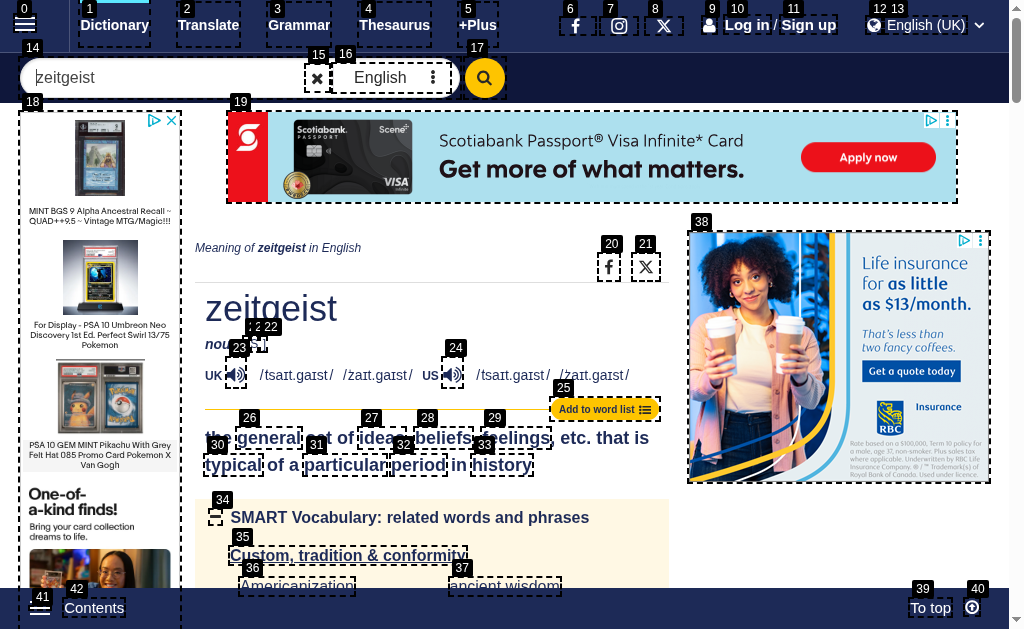 0 1 2 3 4 5 6 7 8 9 10 11 12 13
Dictionary Translate Grammar Thesaurus +Plus Log in / Sign up English (UK)
14 15 16 17
zeitgeist English
18 19
Scotiabank Passport® Visa Infinite* Card
Get more of what matters.
Apply now
Scotiabank
PASSPORT
Scene+
VISA
Infinite
MINT BGS 9 Alpha Ancestral Recall ~
QUAD++9.5 ~ Vintage MTG/Magic!!!
For Display - PSA 10 Umbreon Neo
Discovery 1st Ed. Perfect Swirl 13/75
Pokemon
PSA 10 GEM MINT Pikachu With Grey
Felt Hat 085 Promo Card Pokemon X
Van Gogh
One-of-
a-kind finds!
Bring your card collection
dreams to life.
Meaning of zeitgeist in English
20 21
zeitgeist
22
noun
23 24
UK /ˈtsaɪt.ɡaɪst/ /ˈzaɪt.ɡaɪst/ US /ˈtsaɪt.ɡaɪst/ /ˈzaɪt.ɡaɪst/
25
Add to word list
26 27 28 29
the general set of ideas, beliefs, feelings, etc. that is
30 31 32 33
typical of a particular period in history
34
SMART Vocabulary: related words and phrases
35
Custom, tradition & conformity
36 37
Americanization ancient wisdom
38
Life insurance
for as little
as $13/month.
That's less than
two fancy coffees.
Get a quote today
RBC
Insurance
Rate based on a $100,000, Term 10 policy for
a male, age 37, non-smoker. Plus sales tax
where applicable. Underwritten by RBC Life
Insurance Company. ® / ™ Trademark(s) of
Royal Bank of Canada. Used under licence.
41 42 39 40
Contents To top